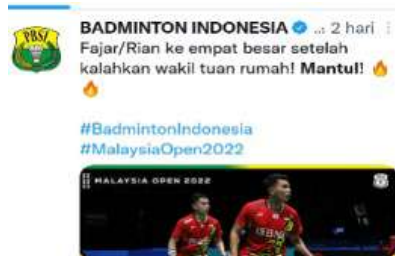 PBSI
BADMINTON INDONESIA ..: 2 hari
Fajar/Rian ke empat besar setelah
kalahkan wakil tuan rumah! Mantul!
#BadmintonIndonesia
#MalaysiaOpen2022
MALAYSIA OPEN 2022